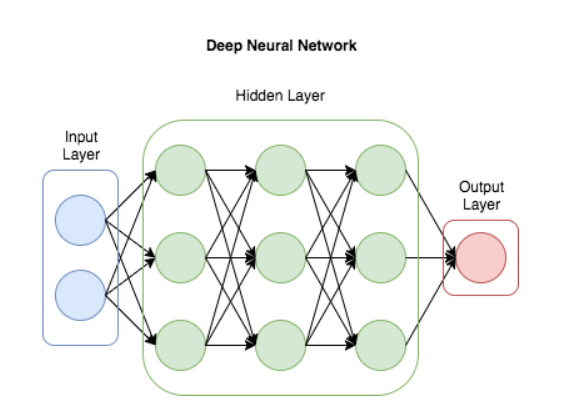 Deep Neural Network
Hidden Layer
Input
Layer
Output
Layer